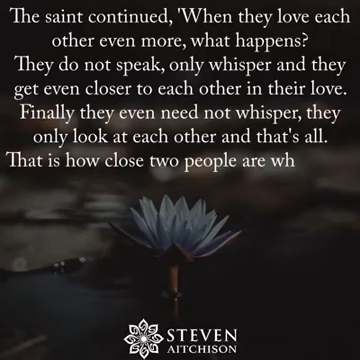 The saint continued, 'When they love each
other even more, what happens?
They do not speak, only whisper and they
get even closer to each other in their love.
Finally they even need not whisper, they
only look at each other and that's all.
That is how close two people are wh
STEVEN
AITCHISON